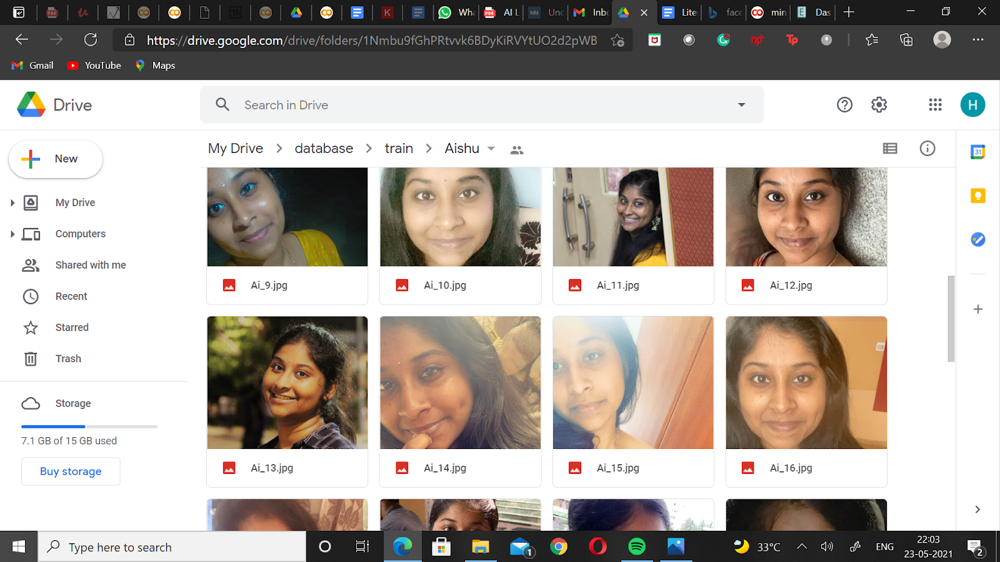 Wha
AI L
Unc
Inbo
Lite
face
min
Das
https://drive.google.com/drive/folders/1Nmbu9fGhPRtvvk6BDyKiRVYtUO2d2pWB
Gmail YouTube Maps
Drive
Search in Drive
H
My Drive > database > train > Aishu
31
New
My Drive
Computers
Shared with me
Recent
Starred
Trash
Storage
7.1 GB of 15 GB used
Buy storage
Ai_9.jpg Ai_10.jpg Ai_11.jpg Ai_12.jpg
Ai_13.jpg Ai_14.jpg Ai_15.jpg Ai_16.jpg
Type here to search
1
33°C
ENG
22:03
23-05-2021
2